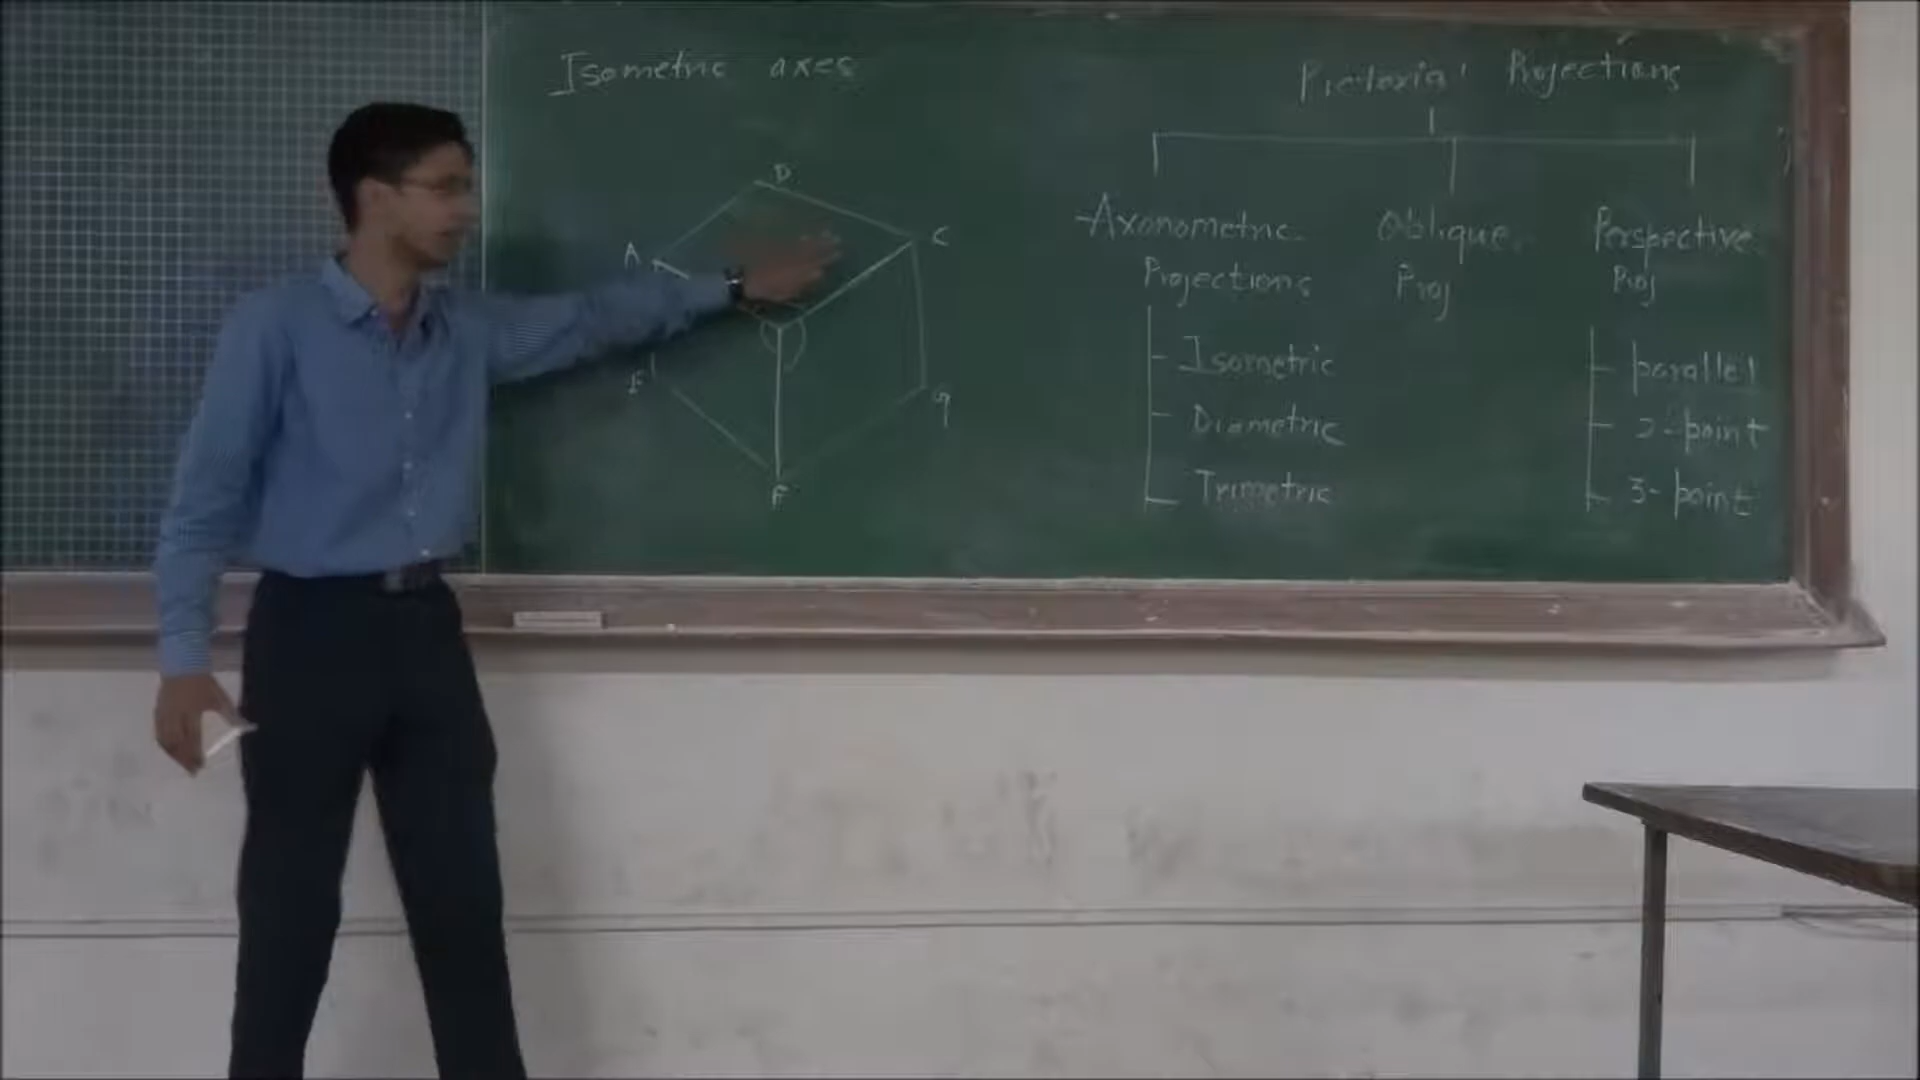 Isometric axes
D
A
C
E
G
F
Pictorial Projections
Axonometric Projections
Isometric
Diametric
Trimetric
Oblique Proj
Perspective Proj
parallel
2-point
3-point